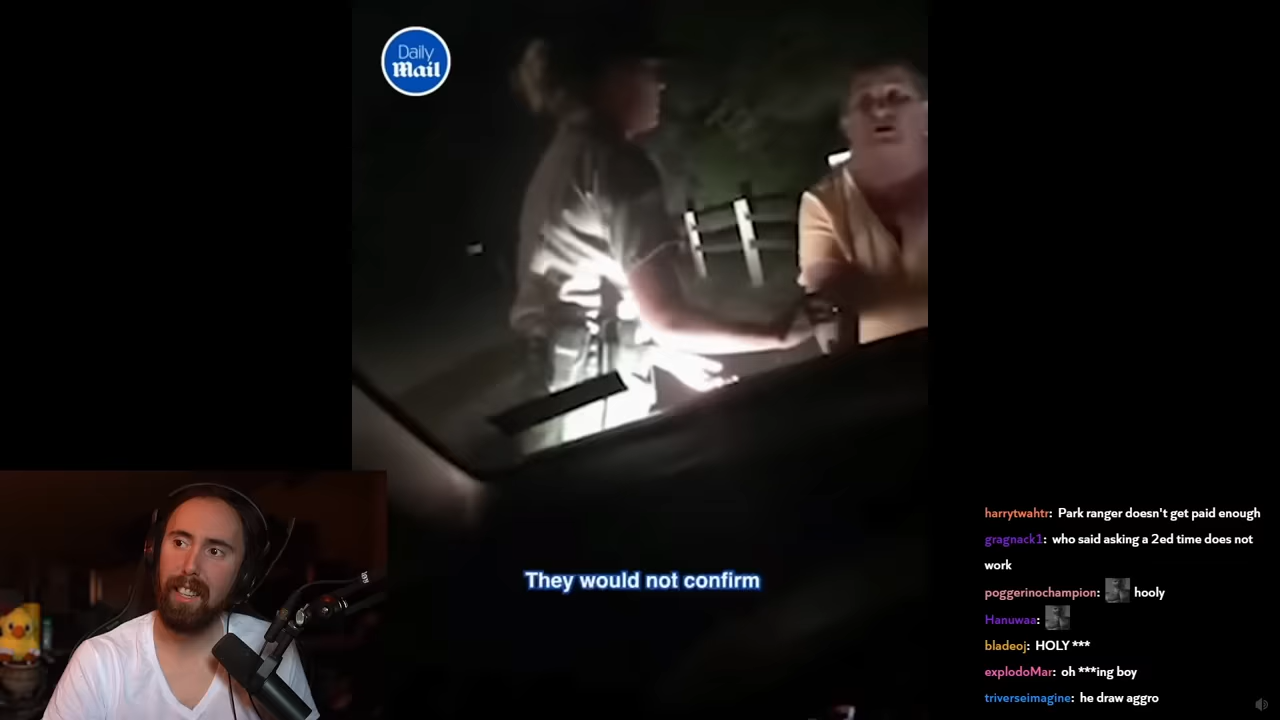 Daily
Mail
They would not confirm
harrytwahtr: Park ranger doesn't get paid enough
gragnack1: who said asking a 2ed time does not
work
poggerinochampion: hooly
Hanuwaa:
bladeoj: HOLY ***
explodoMar: oh ***ing boy
triverseimagine: he draw aggro